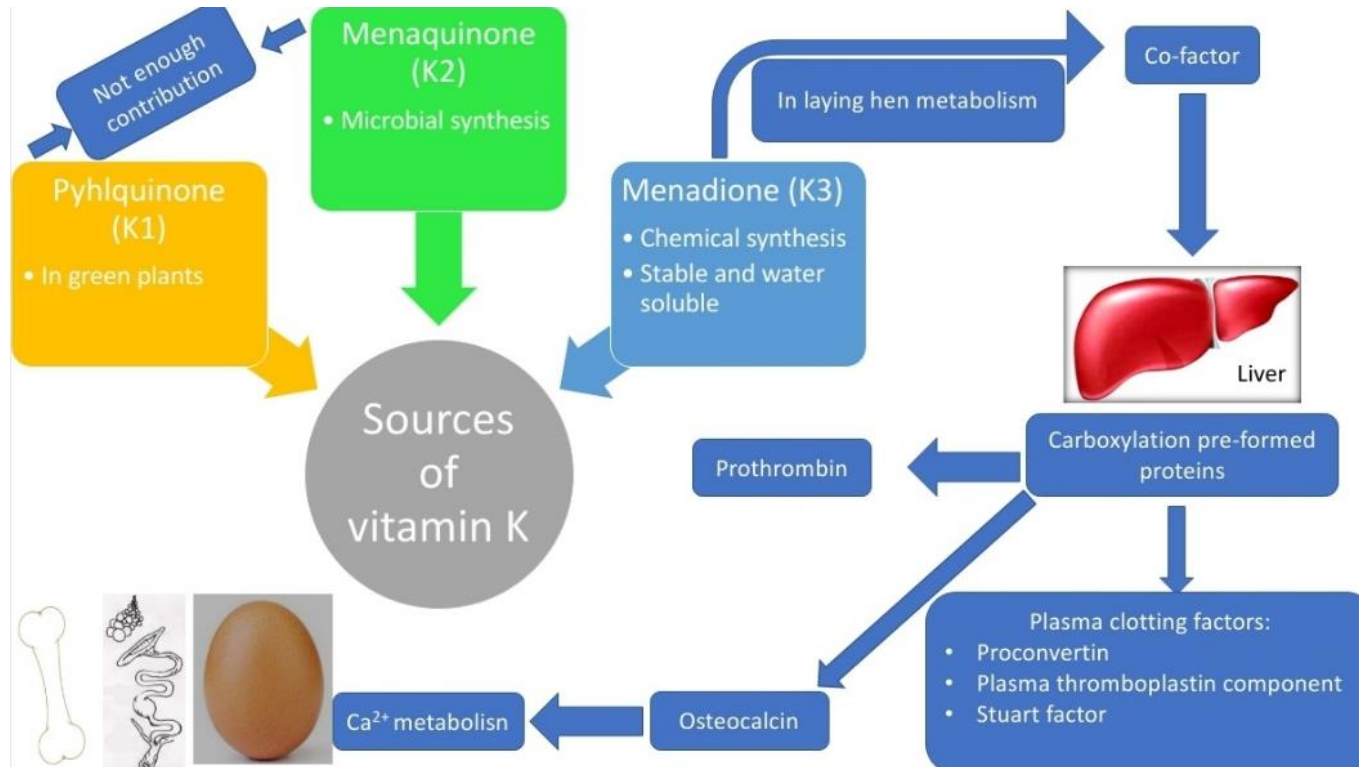 Not enough
contribution
Menaquinone
(K2)
• Microbial synthesis
In laying hen metabolism
Co-factor
Pyhlquinone
(K1)
• In green plants
Menadione (K3)
• Chemical synthesis
• Stable and water
soluble
Liver
Sources
of
vitamin K
Prothrombin
Carboxylation pre-formed
proteins
Plasma clotting factors:
• Proconvertin
• Plasma thromboplastin component
• Stuart factor
Ca²⁺ metabolisn
Osteocalcin